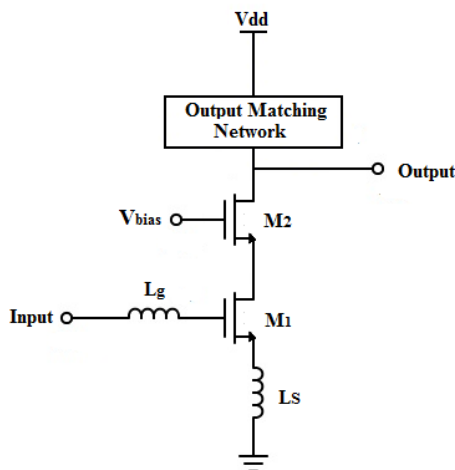 Vdd
Output Matching
Network
Output
Vbias
M2
Lg
Input
M1
LS